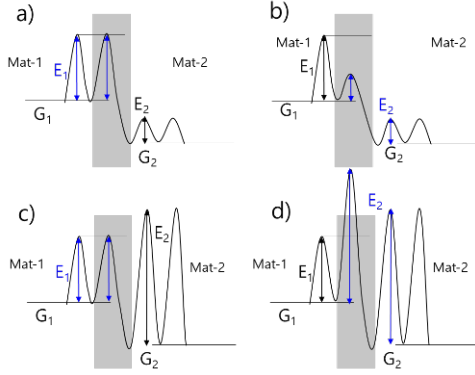 a)
Mat-1
E₁
G₁
Mat-2
E₂
G₂
b)
Mat-1
E₁
G₁
Mat-2
E₂
G₂
c)
Mat-1
E₁
G₁
E₂
Mat-2
G₂
d)
Mat-1
E₁
G₁
E₂
Mat-2
G₂